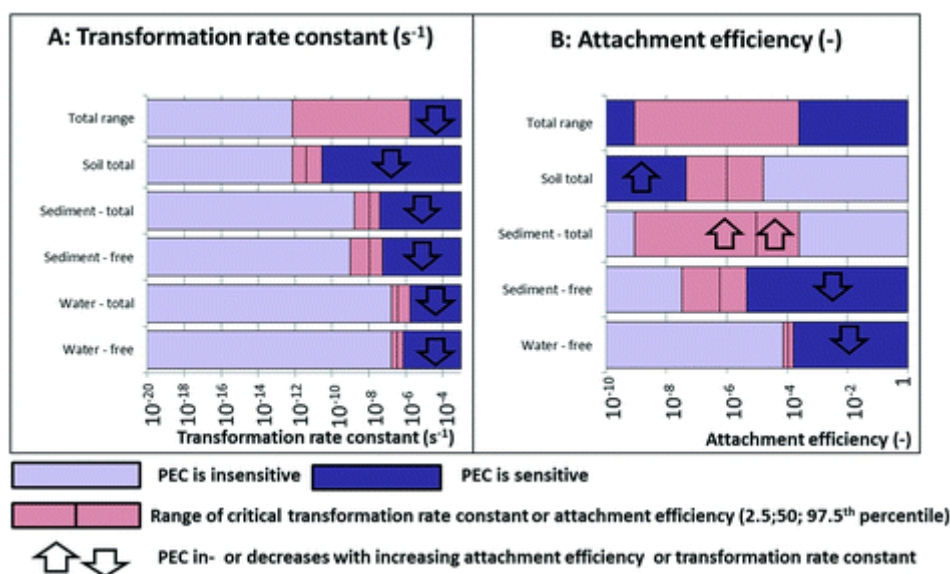 A: Transformation rate constant (s-1)
Total range
Soil total
Sediment - total
Sediment - free
Water - total
Water - free
10-20
10-18
10-16
10-14
10-12
10-10
10-8
10-6
10-4
Transformation rate constant (s-1)
B: Attachment efficiency (-)
Total range
Soil total
Sediment - total
Sediment - free
Water - free
10-10
10-8
10-6
10-4
10-2
1
Attachment efficiency (-)
PEC is insensitive
PEC is sensitive
Range of critical transformation rate constant or attachment efficiency (2.5;50; 97.5th percentile)
PEC in- or decreases with increasing attachment efficiency or transformation rate constant